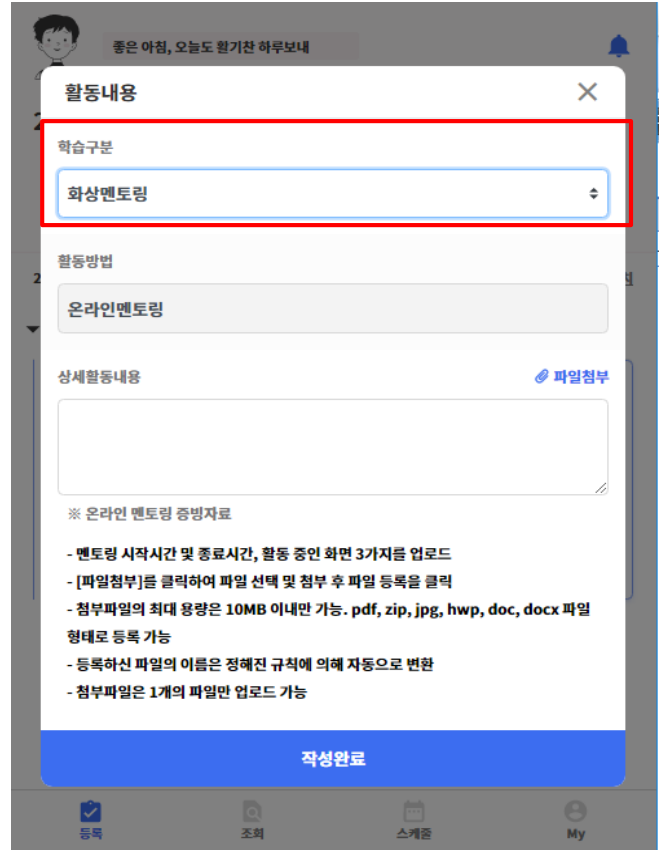 좋은 아침, 오늘도 활기찬 하루보내
활동내용
학습구분
화상멘토링
활동방법
온라인멘토링
상세활동내용 파일첨부
※ 온라인 멘토링 증빙자료
- 멘토링 시작시간 및 종료시간, 활동 중인 화면 3가지를 업로드
- [파일첨부]를 클릭하여 파일 선택 및 첨부 후 파일 등록을 클릭
- 첨부파일의 최대 용량은 10MB 이내만 가능. pdf, zip, jpg, hwp, doc, docx 파일
형태로 등록 가능
- 등록하신 파일의 이름은 정해진 규칙에 의해 자동으로 변환
- 첨부파일은 1개의 파일만 업로드 가능
작성완료
등록 조회 스케줄 My